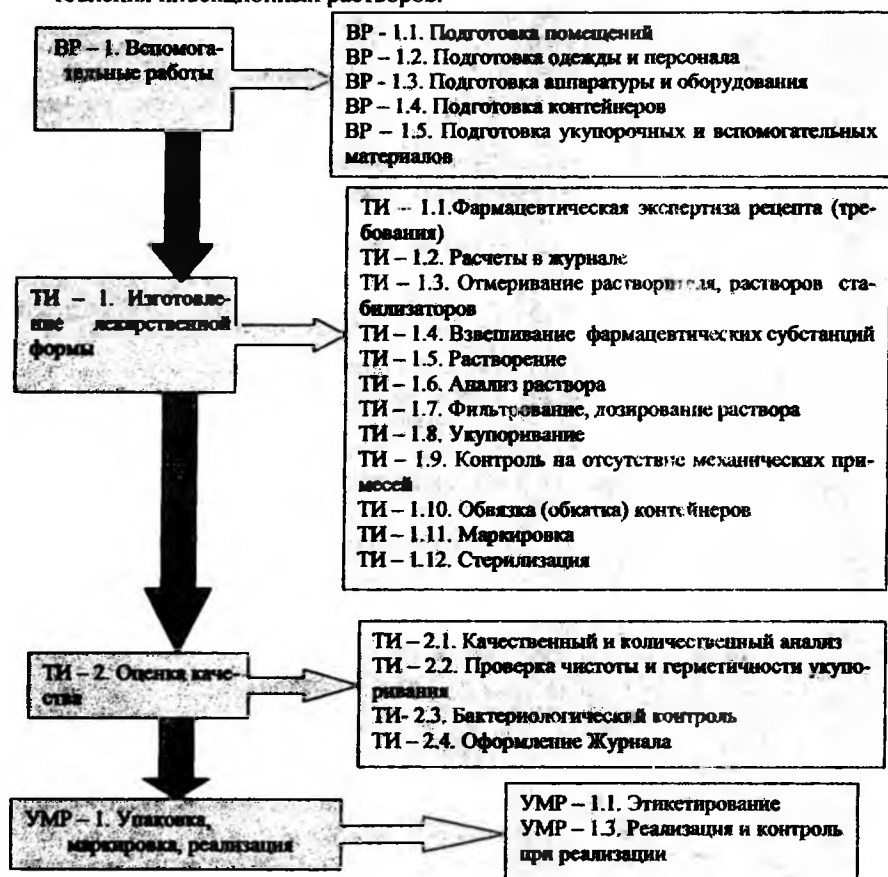 товления инъекционных растворов.
ВР – 1. Вспомога-
тельные работы
ВР - 1.1. Подготовка помещений
ВР – 1.2. Подготовка одежды и персонала
ВР - 1.3. Подготовка аппаратуры и оборудования
ВР – 1.4. Подготовка контейнеров
ВР – 1.5. Подготовка укупорочных и вспомогательных
материалов
ТИ – 1. Изготовле-
ние лекарственной
формы
ТИ – 1.1.Фармацевтическая экспертиза рецепта (тре-
бования)
ТИ – 1.2. Расчеты в журнале
ТИ – 1.3. Отмеривание растворителя, растворов ста-
билизаторов
ТИ – 1.4. Взвешивание фармацевтических субстанций
ТИ – 1.5. Растворение
ТИ – 1.6. Анализ раствора
ТИ – 1.7. Фильтрование, дозирование раствора
ТИ – 1.8. Укупоривание
ТИ – 1.9. Контроль на отсутствие механических при-
месей
ТИ – 1.10. Обвязка (обкатка) контейнеров
ТИ – 1.11. Маркировка
ТИ – 1.12. Стерилизация
ТИ – 2. Оценка каче-
ства
ТИ – 2.1. Качественный и количественный анализ
ТИ – 2.2. Проверка чистоты и герметичности укупо-
ривания
ТИ- 2.3. Бактериологический контроль
ТИ – 2.4. Оформление Журнала
УМР – 1. Упаковка,
маркировка, реализация
УМР – 1.1. Этикетирование
УМР – 1.3. Реализация и контроль
при реализации